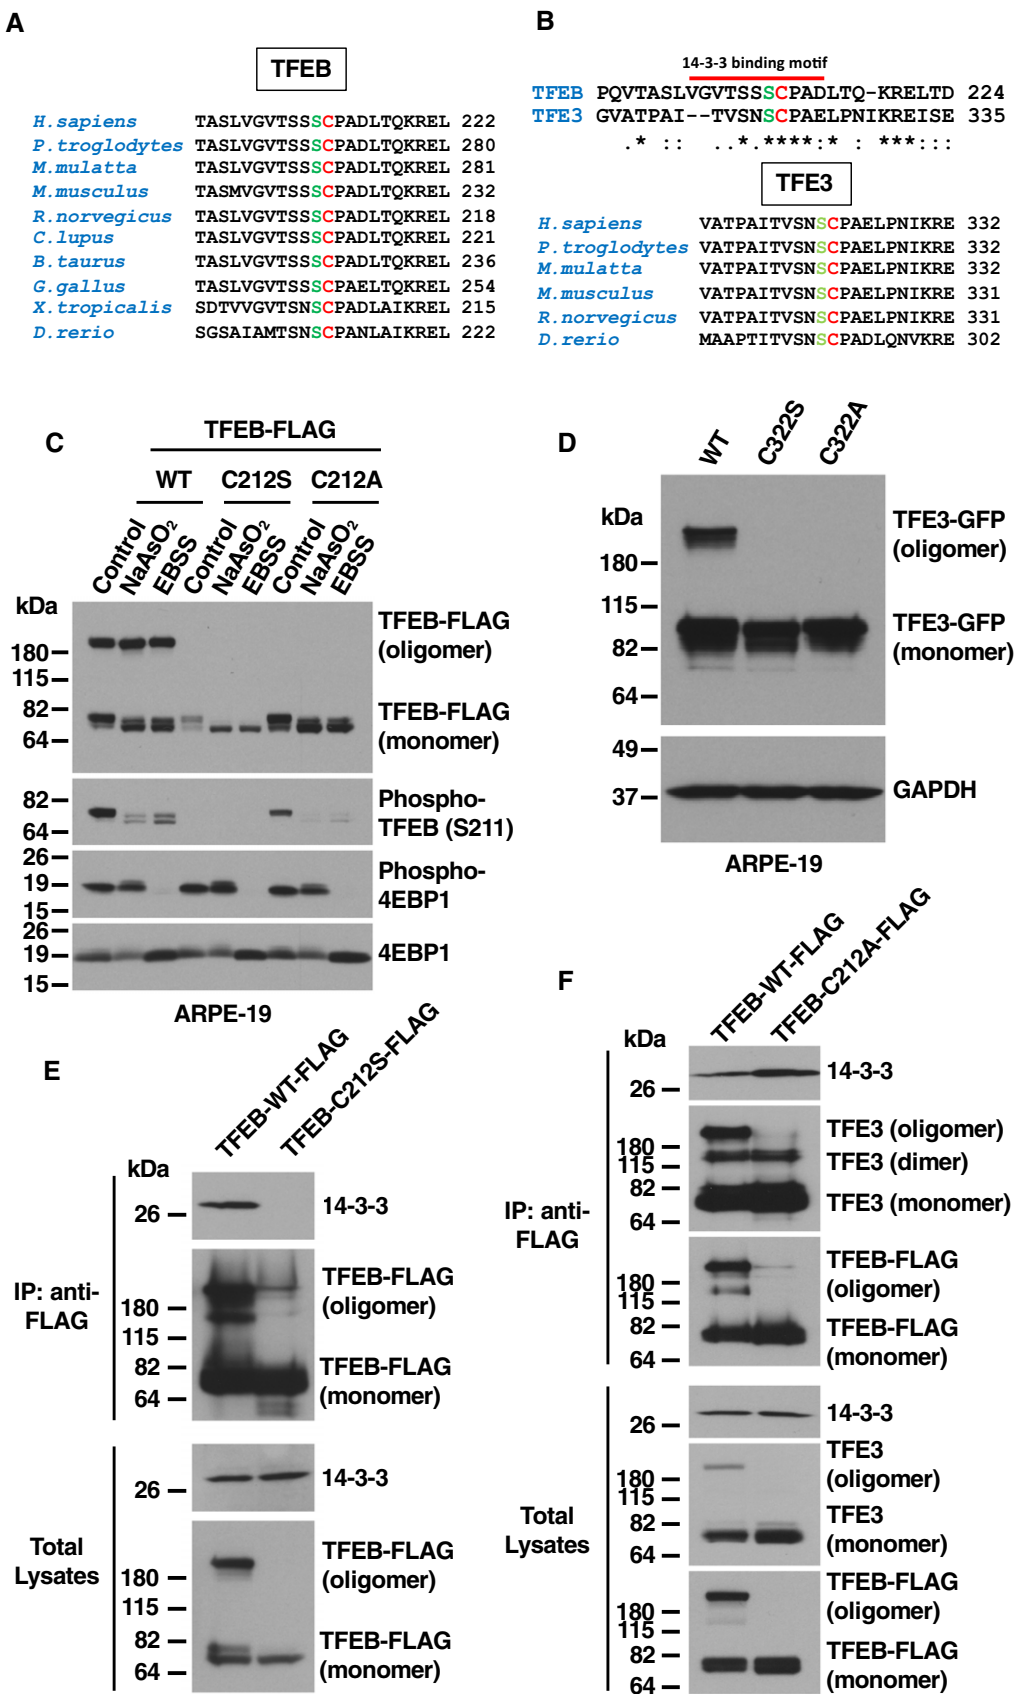 A
TFEB
H.sapiens TASLVGVTSSSCPADLTQKREL 222
P.troglodytes TASLVGVTSSSCPADLTQKREL 280
M.mulatta TASLVGVTSSSCPADLTQKREL 281
M.musculus TASMVGVTSSSCPADLTQKREL 232
R.norvegicus TASLVGVTSSSCPADLTQKREL 218
C.lupus TASLVGVTSSSCPADLTQKREL 221
B.taurus TASLVGVTSSSCPADLTQKREL 236
G.gallus TASLVGVTSSSCPAELTQKREL 254
X.tropicalis SDTVVGVTSNSCPADLAIKREL 215
D.rerio SGSAIAMTSNSCPANLAIKREL 222
B
14-3-3 binding motif
TFEB PQVTASLVGVTSSSCPADLTQ-KRELTD 224
TFE3 GVATPAI--TVSNSCPAELPNIKREISE 335
.* :: ..*.****:* : ***:::
TFE3
H.sapiens VATPAITVSNSCPAELPNIKRE 332
P.troglodytes VATPAITVSNSCPAELPNIKRE 332
M.mulatta VATPAITVSNSCPAELPNIKRE 332
M.musculus VATPAITVSNSCPAELPNIKRE 331
R.norvegicus VATPAITVSNSCPAELPNIKRE 331
D.rerio MAAPTITVSNSCPADLQNVKRE 302
C
TFEB-FLAG
WT C212S C212A
Control NaAsO2 EBSS Control NaAsO2 EBSS Control NaAsO2 EBSS
kDa
180
115
82
64
TFEB-FLAG
(oligomer)
TFEB-FLAG
(monomer)
82
64
Phospho-
TFEB (S211)
26
19
15
Phospho-
4EBP1
26
19
15
4EBP1
ARPE-19
D
WT C322S C322A
kDa
180
115
82
64
TFE3-GFP
(oligomer)
TFE3-GFP
(monomer)
49
37
GAPDH
ARPE-19
E
TFEB-WT-FLAG TFEB-C212S-FLAG
kDa
IP: anti-
FLAG
26
14-3-3
180
115
82
64
TFEB-FLAG
(oligomer)
TFEB-FLAG
(monomer)
Total
Lysates
26
14-3-3
180
115
82
64
TFEB-FLAG
(oligomer)
TFEB-FLAG
(monomer)
F
TFEB-WT-FLAG TFEB-C212A-FLAG
kDa
IP: anti-
FLAG
26
14-3-3
180
115
82
64
TFE3 (oligomer)
TFE3 (dimer)
TFE3 (monomer)
180
115
82
64
TFEB-FLAG
(oligomer)
TFEB-FLAG
(monomer)
Total
Lysates
26
14-3-3
180
115
82
64
TFE3
(oligomer)
TFE3
(monomer)
180
115
82
64
TFEB-FLAG
(oligomer)
TFEB-FLAG
(monomer)